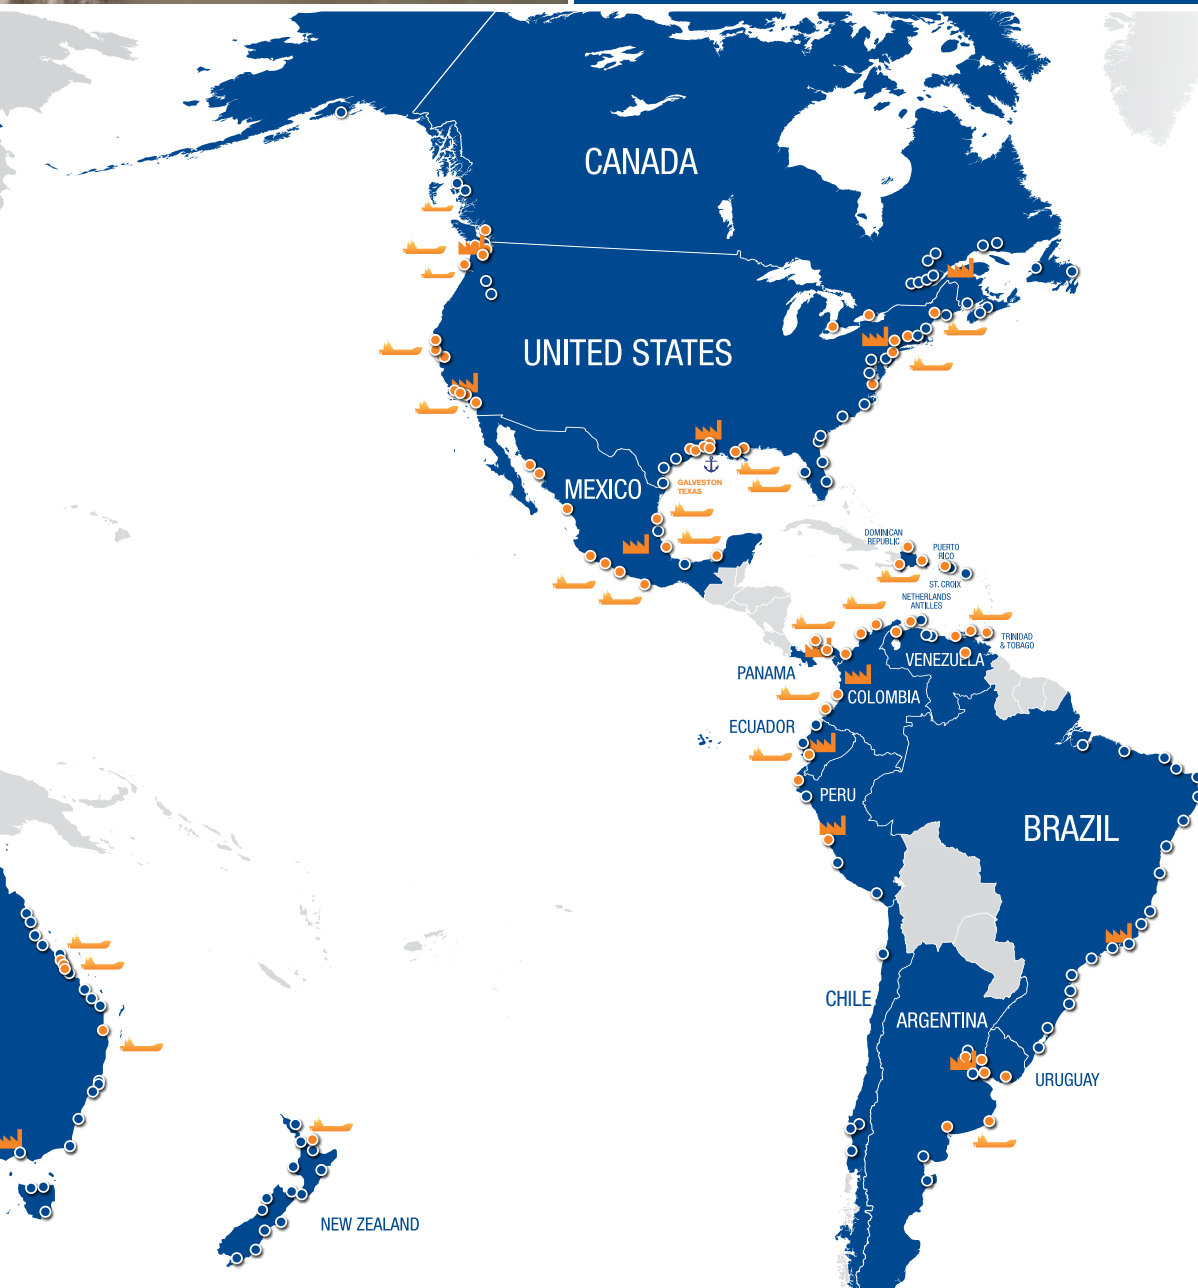 CANADA
UNITED STATES
MEXICO
GALVESTON
TEXAS
DOMINICAN
REPUBLIC
PUERTO
RICO
ST. CROIX
NETHERLANDS
ANTILLES
TRINIDAD
& TOBAGO
PANAMA
VENEZUELA
COLOMBIA
ECUADOR
PERU
BRAZIL
CHILE
ARGENTINA
URUGUAY
NEW ZEALAND